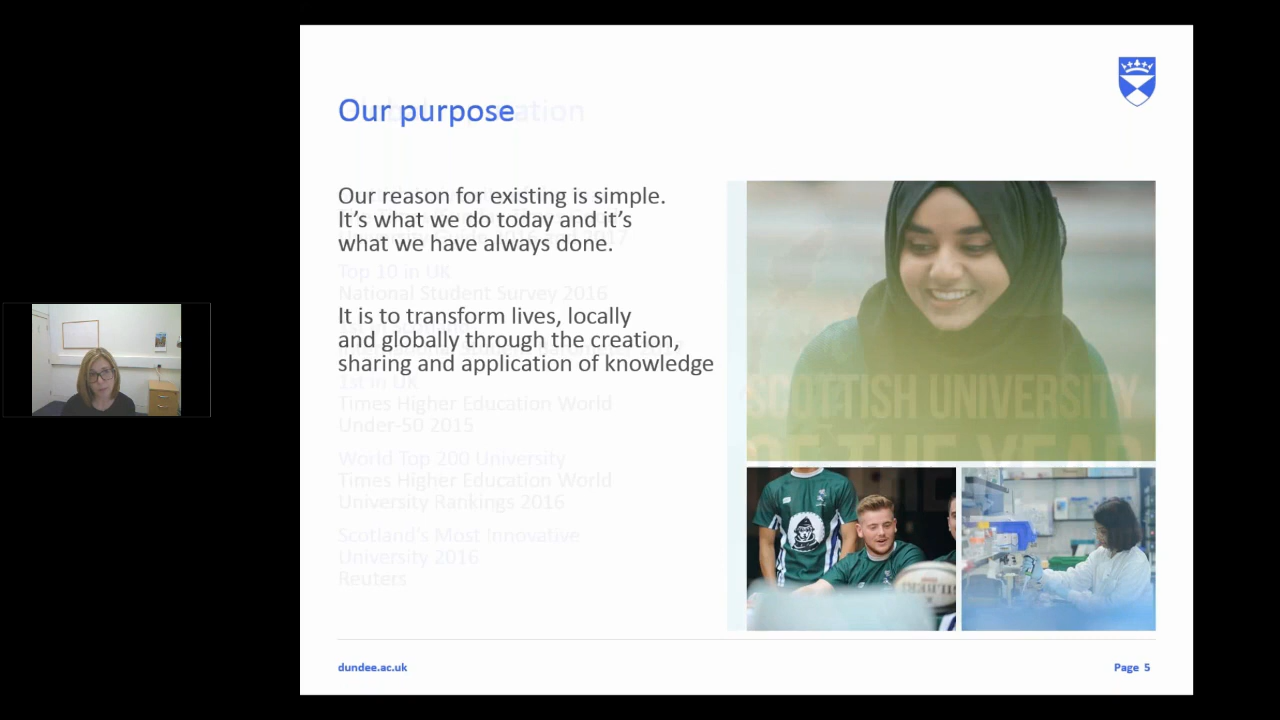 Our purpose
Our reason for existing is simple.
It's what we do today and it's
what we have always done.
Top 10 in UK
National Student Survey 2016
It is to transform lives, locally
and globally through the creation,
sharing and application of knowledge
1st in UK
Times Higher Education World
Under-50 2015
World Top 200 University
Times Higher Education World
University Rankings 2016
Scotland's Most Innovative
University 2016
Reuters
SCOTTISH UNIVERSITY
OF THE YEAR
dundee.ac.uk
Page 5